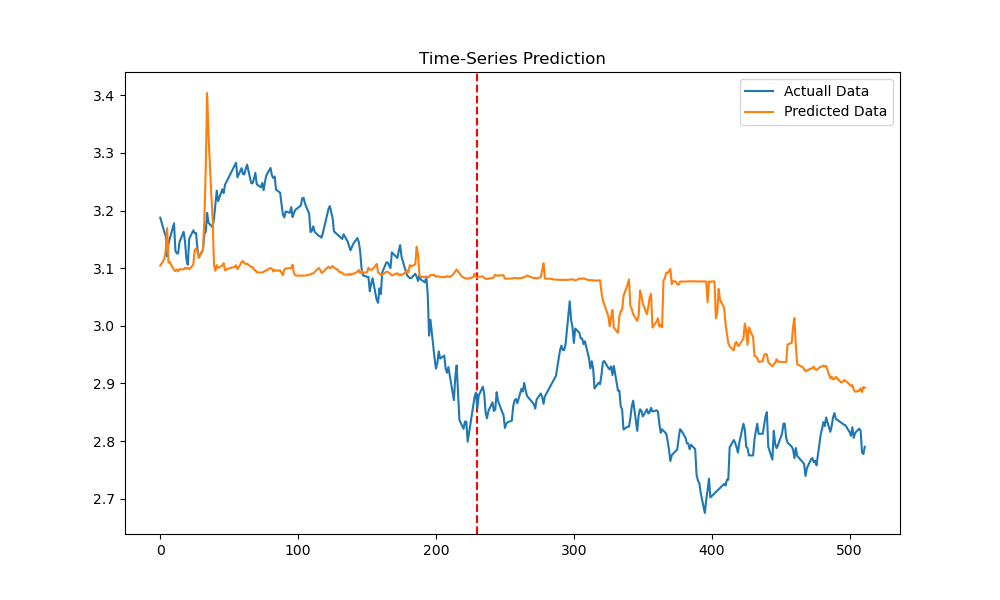 Time-Series Prediction
Actuall Data
Predicted Data
3.4
3.3
3.2
3.1
3.0
2.9
2.8
2.7
0 100 200 300 400 500